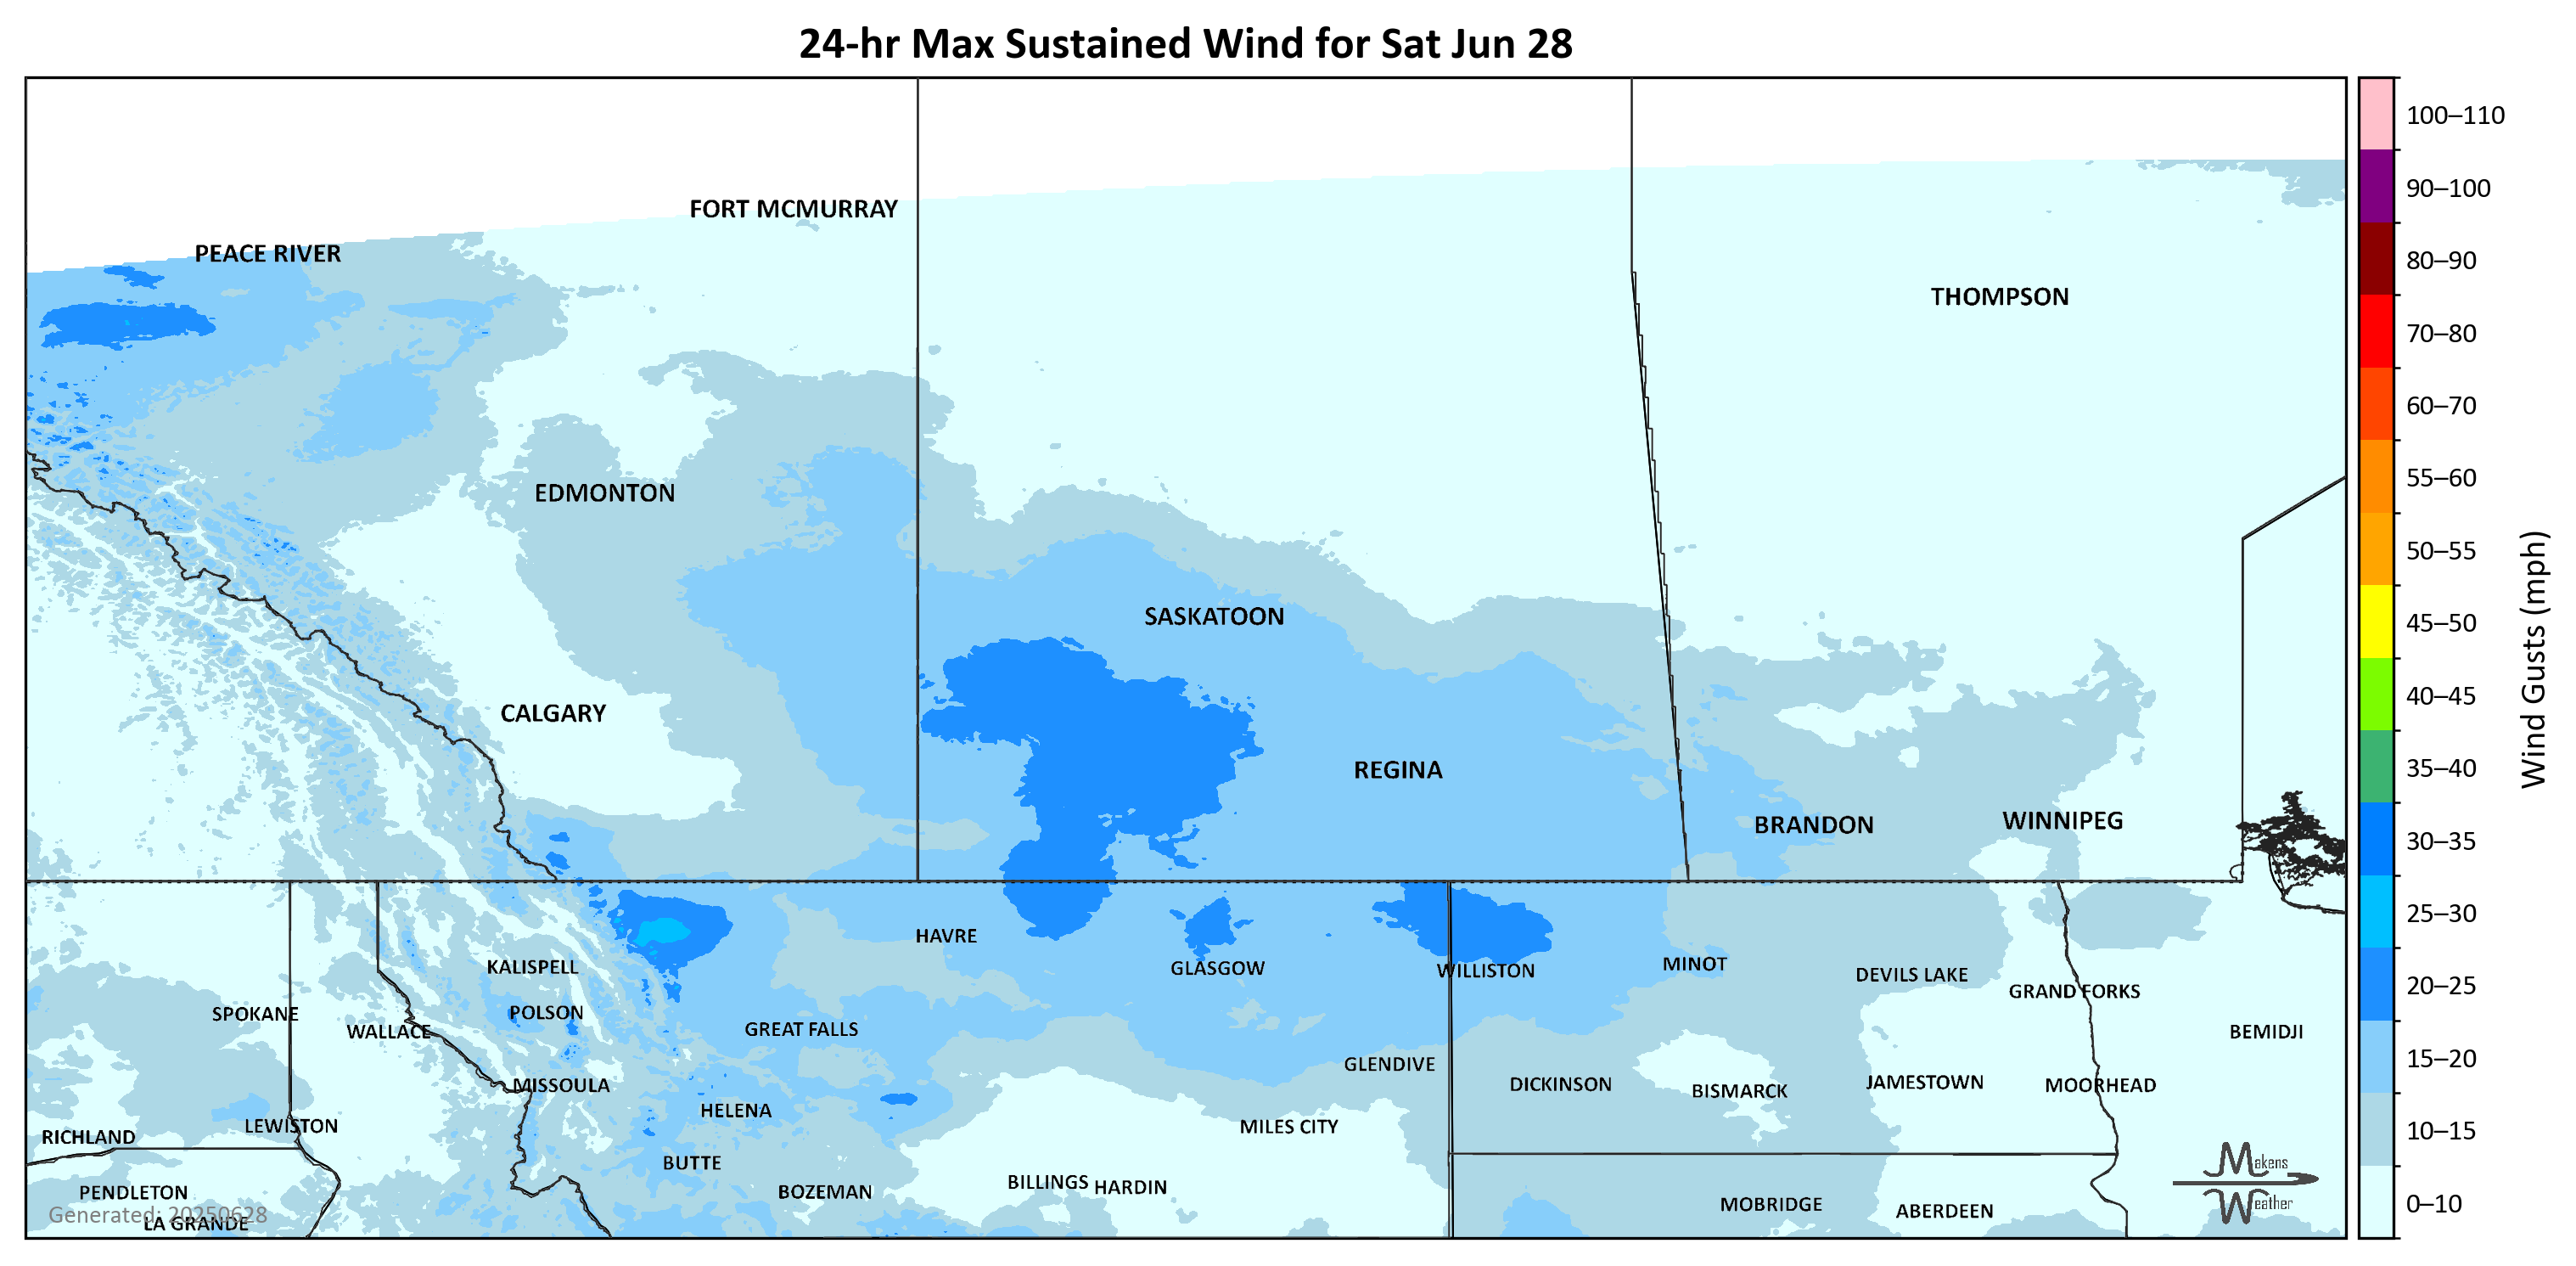 24-hr Max Sustained Wind for Sat Jun 28
FORT MCMURRAY
PEACE RIVER
THOMPSON
EDMONTON
SASKATOON
CALGARY
REGINA
BRANDON
WINNIPEG
HAVRE
KALISPELL
GLASGOW
WILLISTON
MINOT
DEVILS LAKE
GRAND FORKS
SPOKANE
POLSON
WALLACE
GREAT FALLS
BEMIDJI
GLENDIVE
MISSOULA
DICKINSON
BISMARCK
JAMESTOWN
MOORHEAD
HELENA
LEWISTON
MILES CITY
RICHLAND
BUTTE
BILLINGS
HARDIN
PENDLETON
BOZEMAN
MOBRIDGE
ABERDEEN
Generated: 20250628
LA GRANDE
Makens
Weather
100–110
90–100
80–90
70–80
60–70
55–60
50–55
45–50
40–45
35–40
30–35
25–30
20–25
15–20
10–15
0–10
Wind Gusts (mph)